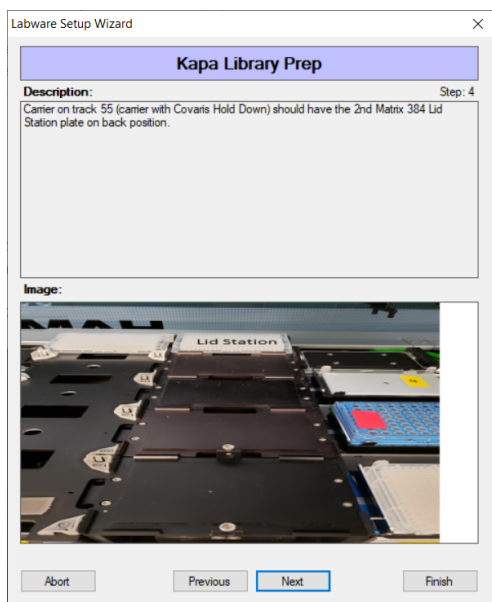 Labware Setup Wizard
Kapa Library Prep
Description:
Step: 4
Carrier on track 55 (carrier with Covaris Hold Down) should have the 2nd Matrix 384 Lid
Station plate on back position.
Image:
Lid Station
Abort
Previous
Next
Finish